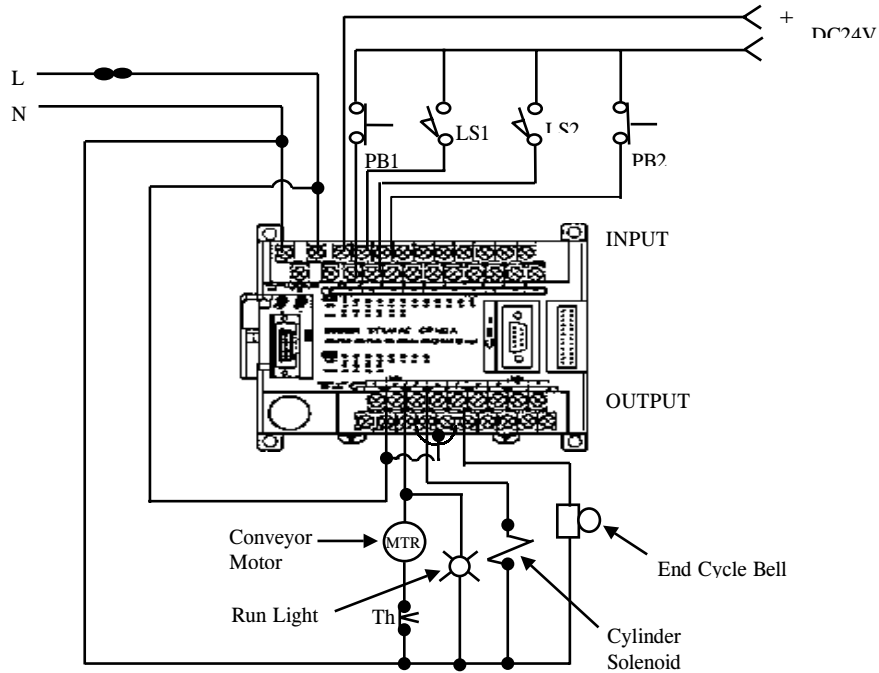 +
DC24V
L
N
LS1
LS2
PB1
PB2
INPUT
OUTPUT
Conveyor
Motor
MTR
Run Light
Th
End Cycle Bell
Cylinder
Solenoid